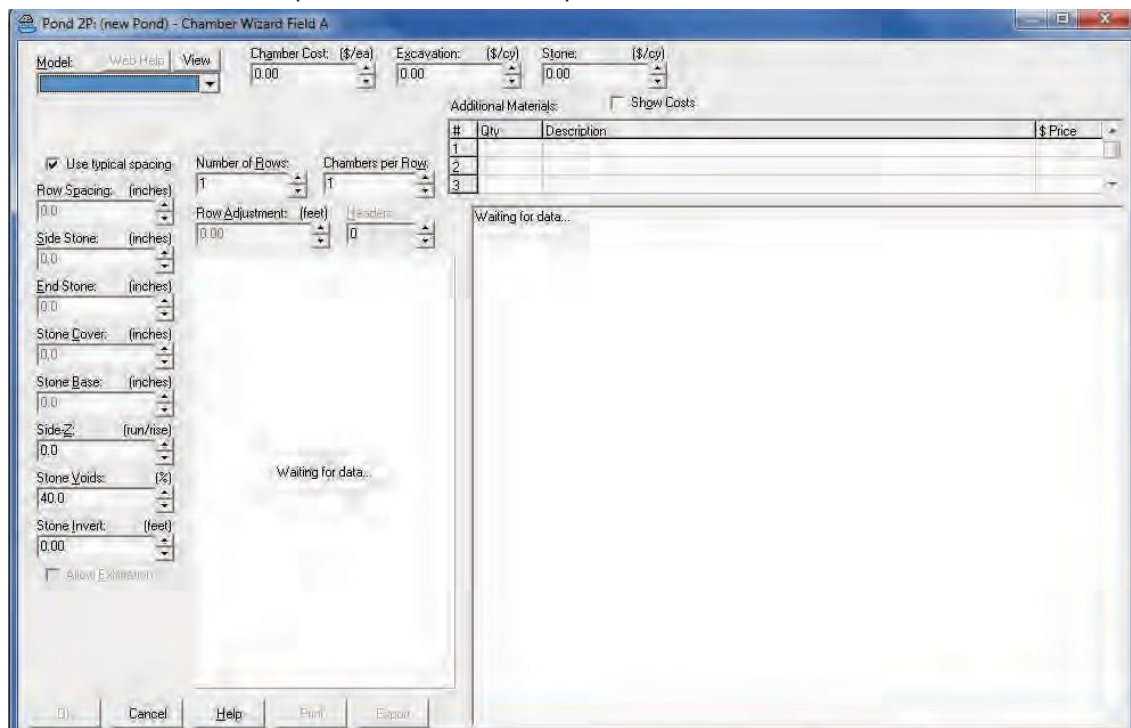 Pond 2P: (new Pond) - Chamber Wizard Field A
Model: Web Help View
Chamber Cost: ($/ea) Excavation: ($/cy) Stone: ($/cy)
0.00 0.00 0.00
Additional Materials: Show Costs
# Qty Description $ Price
1
2
3
Use typical spacing
Number of Rows: Chambers per Row:
1 1
Row Spacing: (inches)
0.0
Row Adjustment: (feet) Headers:
0.00 0
Side Stone: (inches)
0.0
End Stone: (inches)
0.0
Stone Cover: (inches)
0.0
Stone Base: (inches)
0.0
Side-Z: (run/rise)
0.0
Stone Voids: (%)
40.0
Stone Invert: (feet)
0.00
Allow Exfiltration
Waiting for data...
Waiting for data...
Ok Cancel Help Print Export